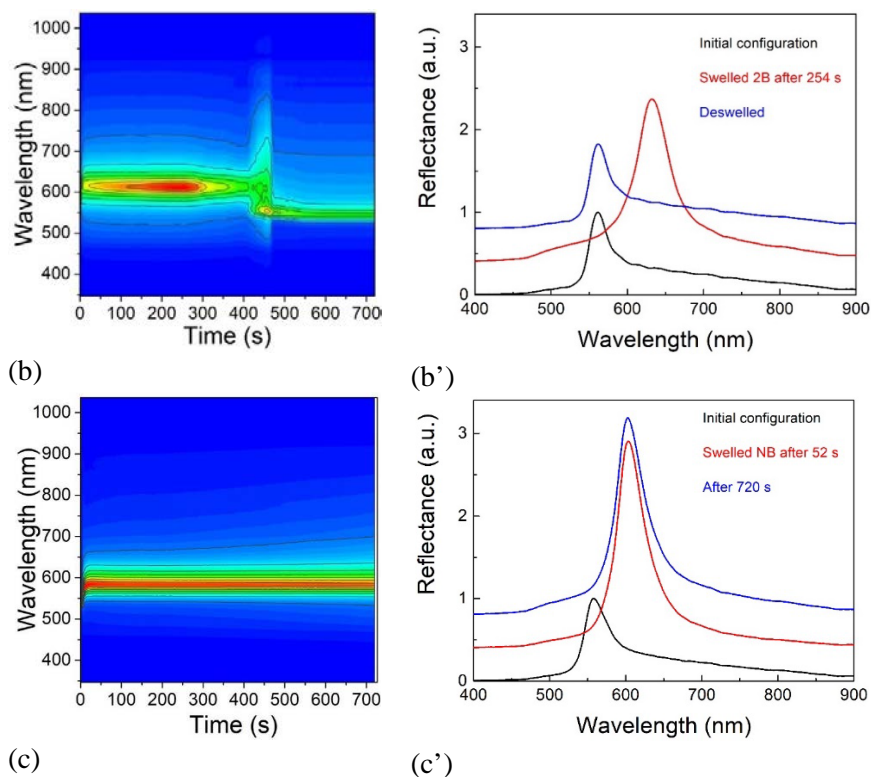 1000
900
800
700
600
500
400
Wavelength (nm)
0 100 200 300 400 500 600 700
Time (s)
(b)
3
2
1
0
Reflectance (a.u.)
Initial configuration
Swelled 2B after 254 s
Deswelled
400 500 600 700 800 900
Wavelength (nm)
(b’)
1000
900
800
700
600
500
400
Wavelength (nm)
0 100 200 300 400 500 600 700
Time (s)
(c)
3
2
1
0
Reflectance (a.u.)
Initial configuration
Swelled NB after 52 s
After 720 s
400 500 600 700 800 900
Wavelength (nm)
(c’)